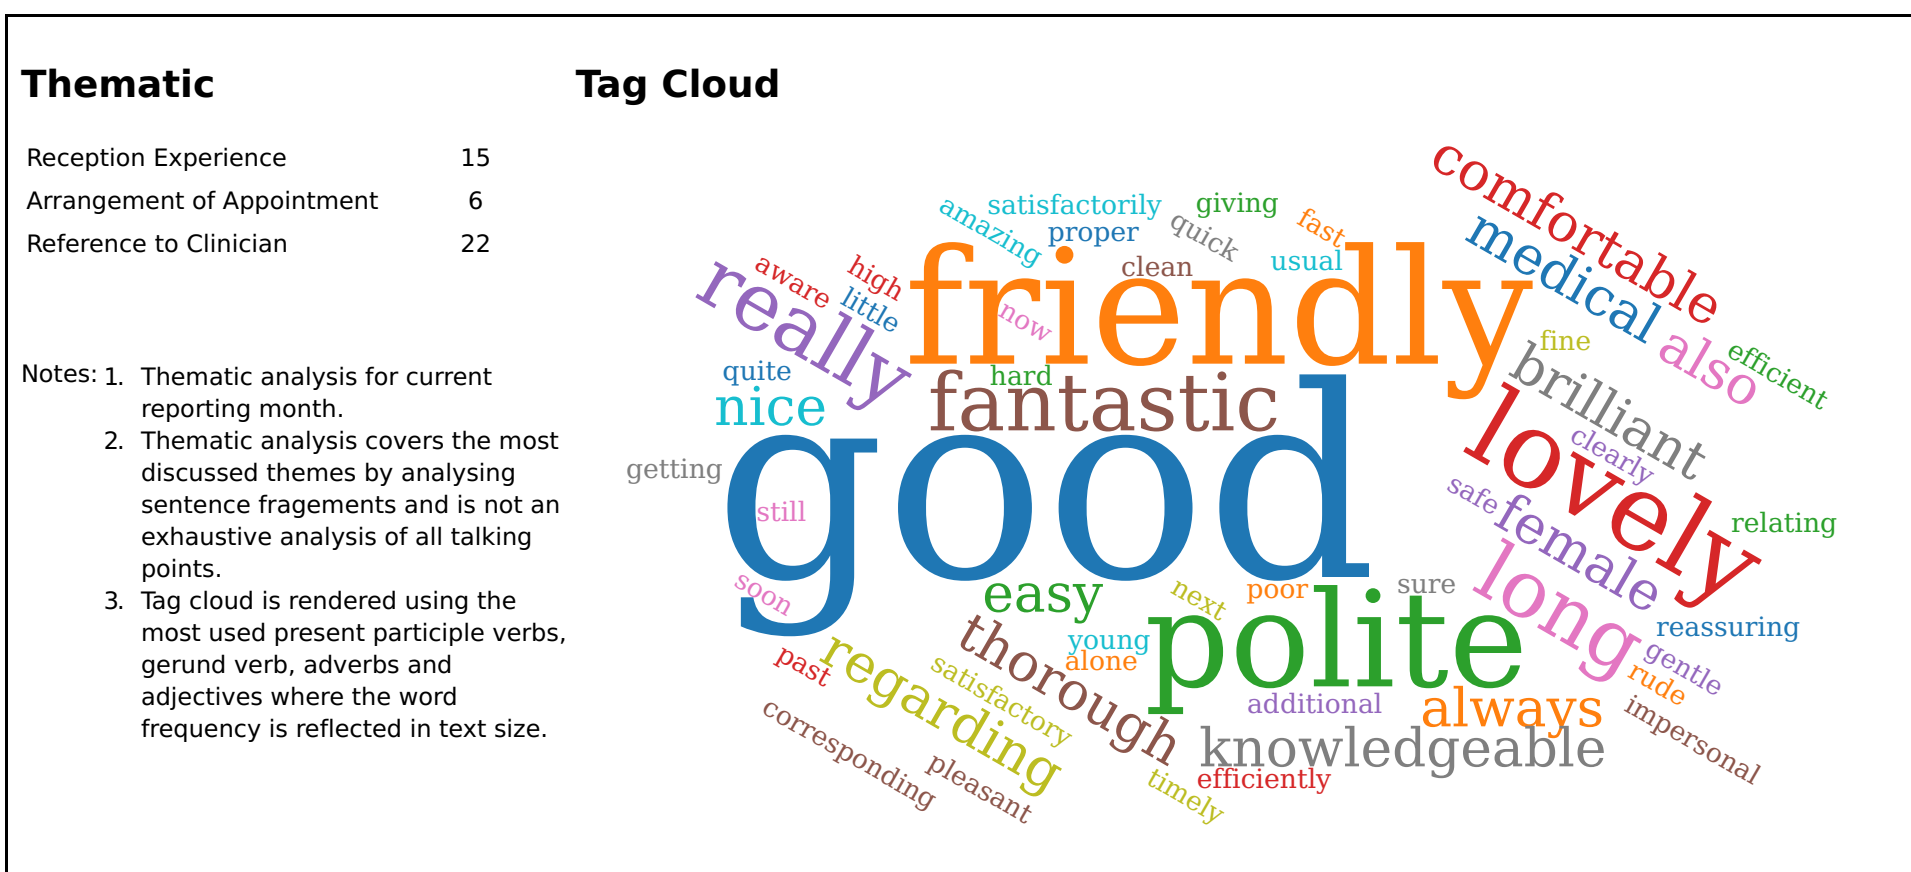 Thematic
Tag Cloud
Reception Experience 15
Arrangement of Appointment 6
Reference to Clinician 22
Notes: 1. Thematic analysis for current
reporting month.
2. Thematic analysis covers the most
discussed themes by analysing
sentence fragements and is not an
exhaustive analysis of all talking
points.
3. Tag cloud is rendered using the
most used present participle verbs,
gerund verb, adverbs and
adjectives where the word
frequency is reflected in text size.
comfortable
medical
also
efficient
satisfactorily
giving
amazing
proper
quick
fast
clean
usual
friendly
really
aware
high
little
now
fine
brilliant
quite
nice
hard
fantastic
lovely
clearly
good
getting
still
safe
female
relating
long
soon
easy
next
poor
sure
polite
reassuring
gentle
rude
impersonal
young
alone
thorough
past
regarding
satisfactory
additional
always
knowledgeable
corresponding
pleasant
timely
efficiently